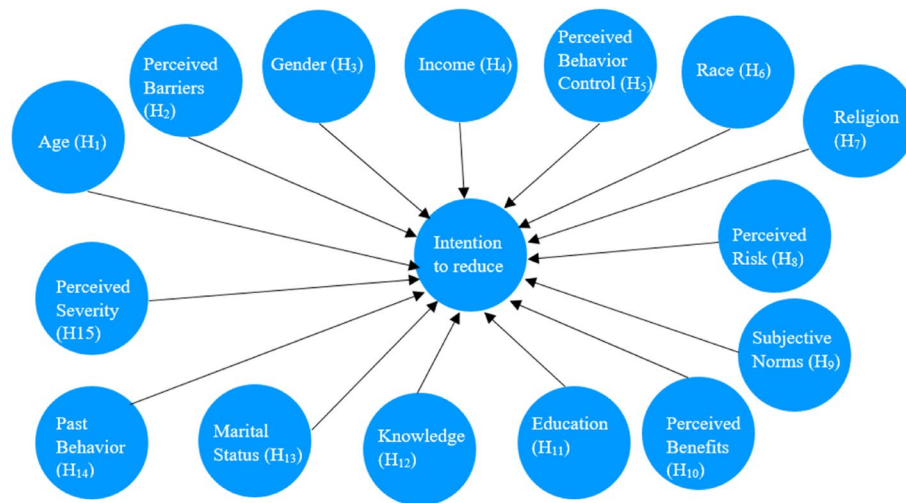 Age (H₁)
Perceived
Barriers
(H₂)
Gender (H₃)
Income (H₄)
Perceived
Behavior
Control (H₅)
Race (H₆)
Religion
(H₇)
Perceived
Risk (H₈)
Subjective
Norms (H₉)
Perceived
Benefits
(H₁₀)
Education
(H₁₁)
Knowledge
(H₁₂)
Marital
Status (H₁₃)
Past
Behavior
(H₁₄)
Perceived
Severity
(H15)
Intention
to reduce